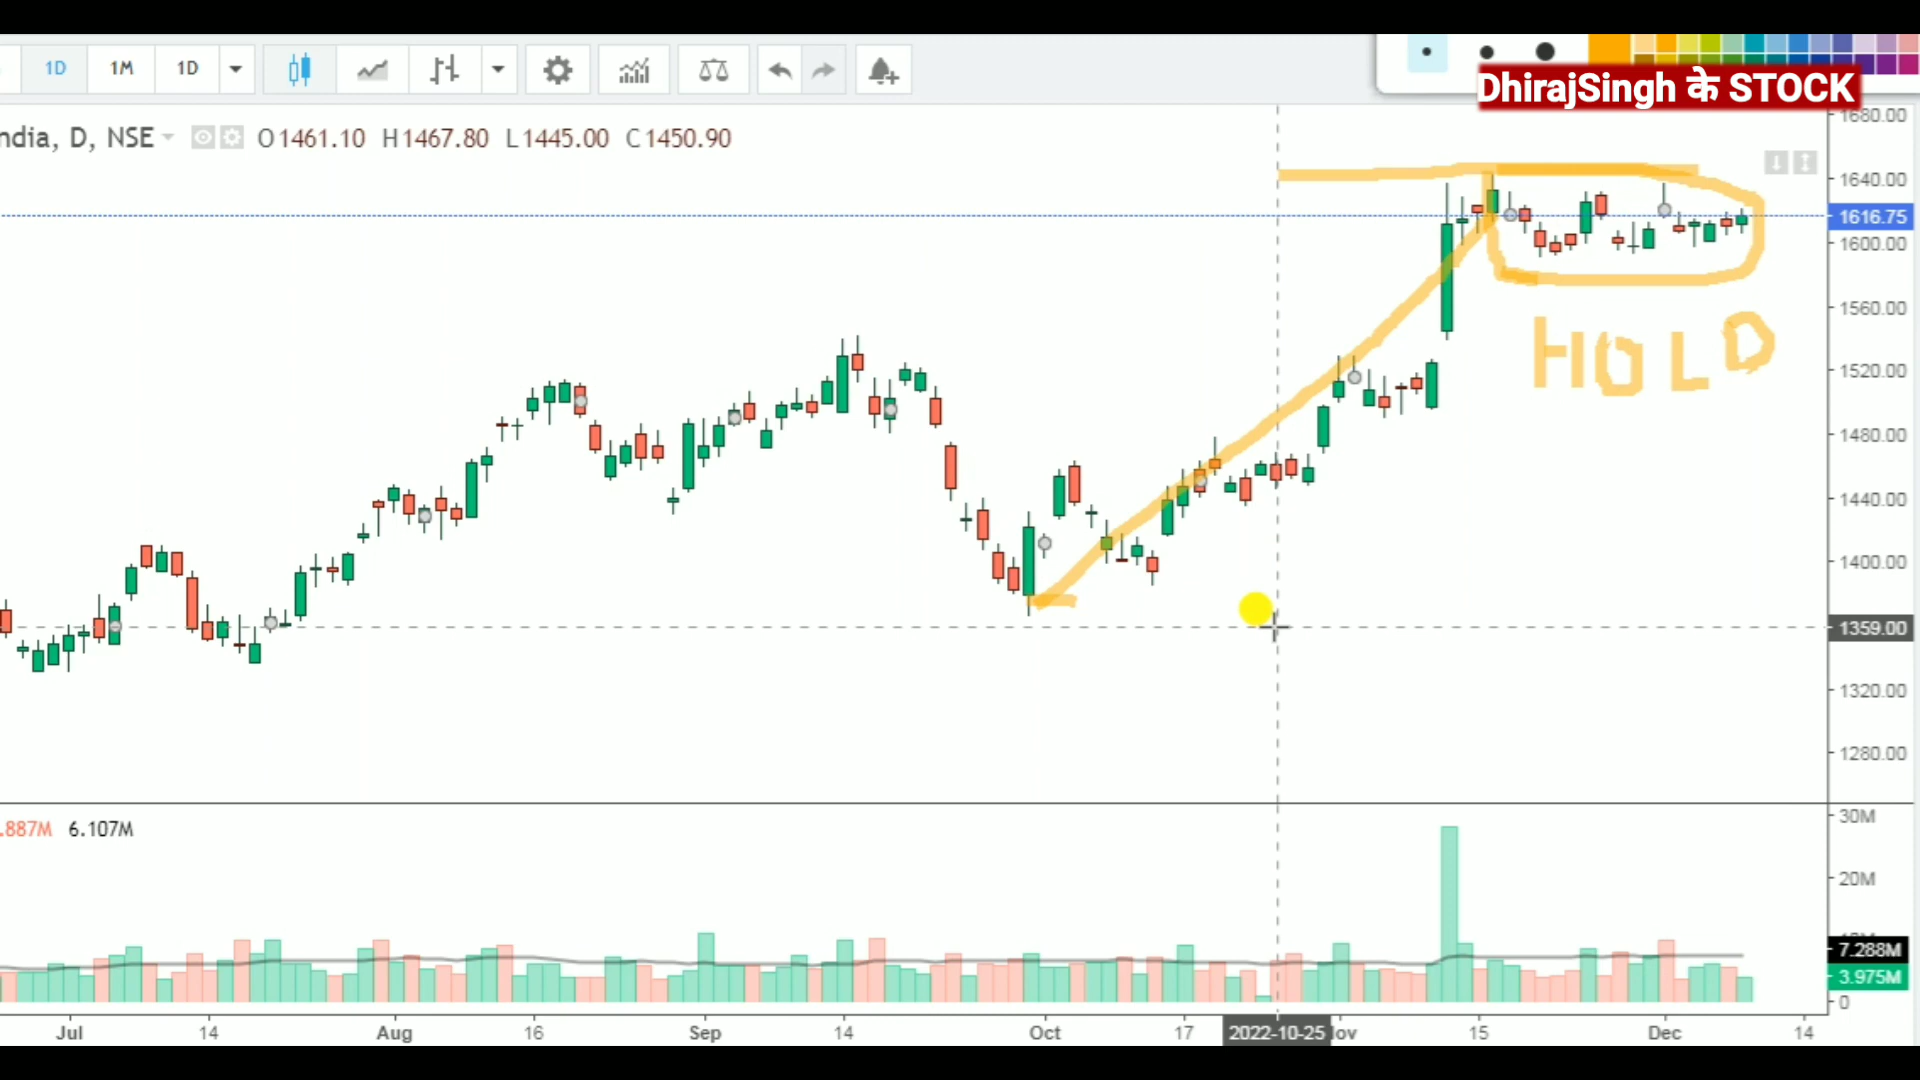 1D 1M 1D
DhirajSingh के STOCK
ndia, D, NSE O1461.10 H1467.80 L1445.00 C1450.90
1680.00
1640.00
1616.75
1600.00
1560.00
HOLD
1520.00
1480.00
1440.00
1400.00
1359.00
1320.00
1280.00
.887M 6.107M
30M
20M
7.288M
3.975M
0
Jul 14 Aug 16 Sep 14 Oct 17 2022-10-25 ov 15 Dec 14